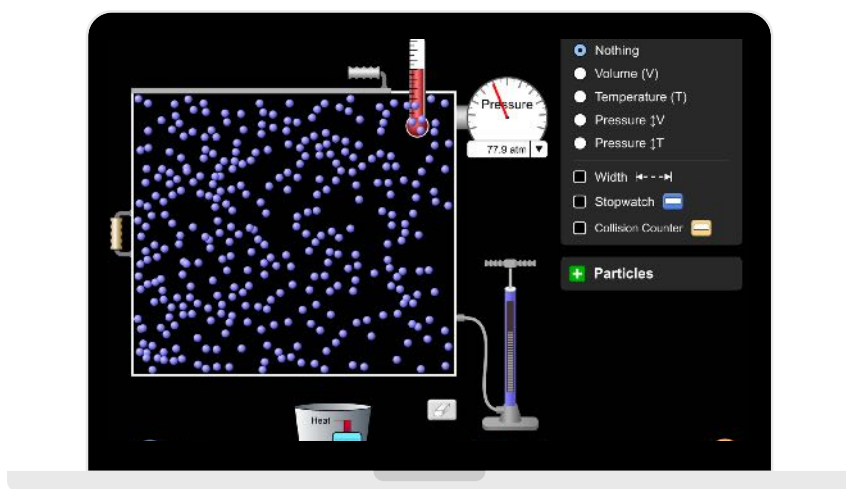 Nothing
Volume (V)
Temperature (T)
Pressure ↕V
Pressure ↕T
Width
Stopwatch
Collision Counter
Particles
Pressure
77.9 atm ▼
Heat